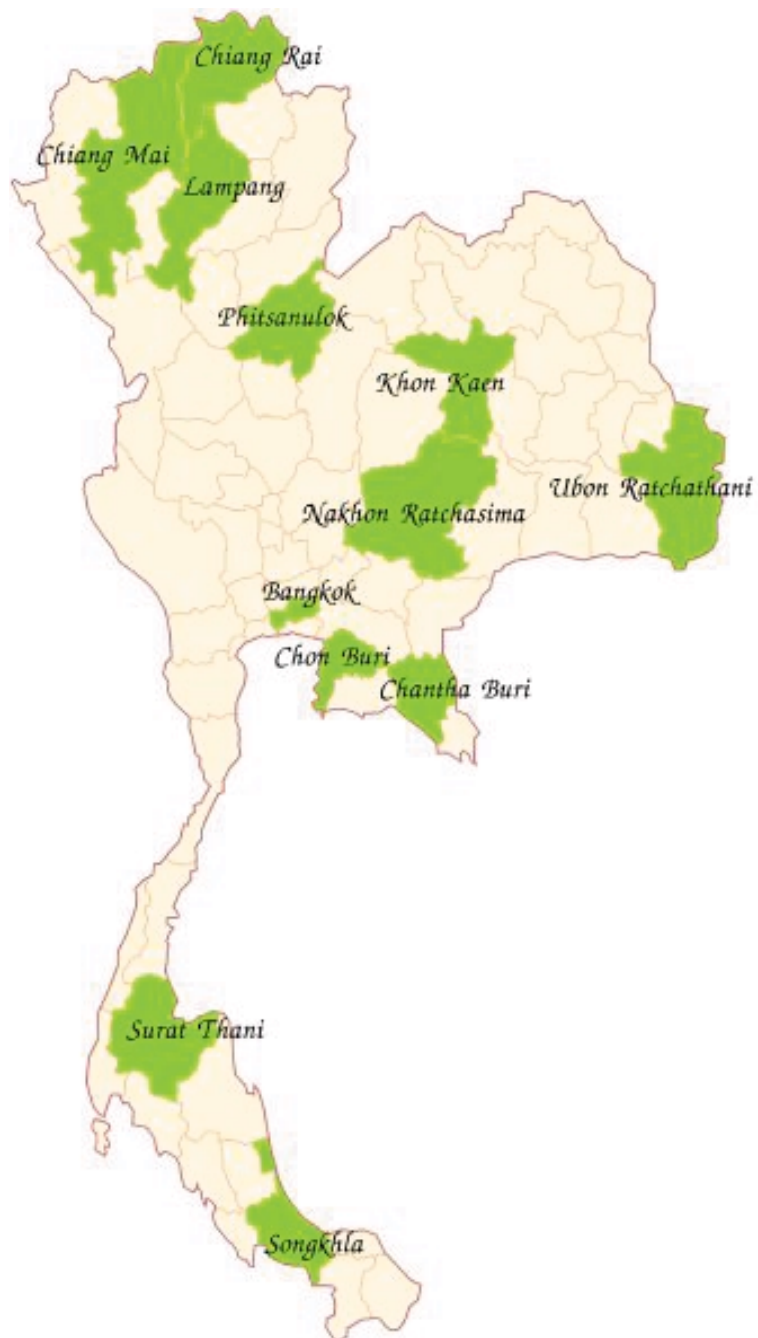 Chiang Rai
Chiang Mai
Lampang
Phitsanulok
Khon Kaen
Ubon Ratchathani
Nakhon Ratchasima
Bangkok
Chon Buri
Chantha Buri
Surat Thani
Songkhla